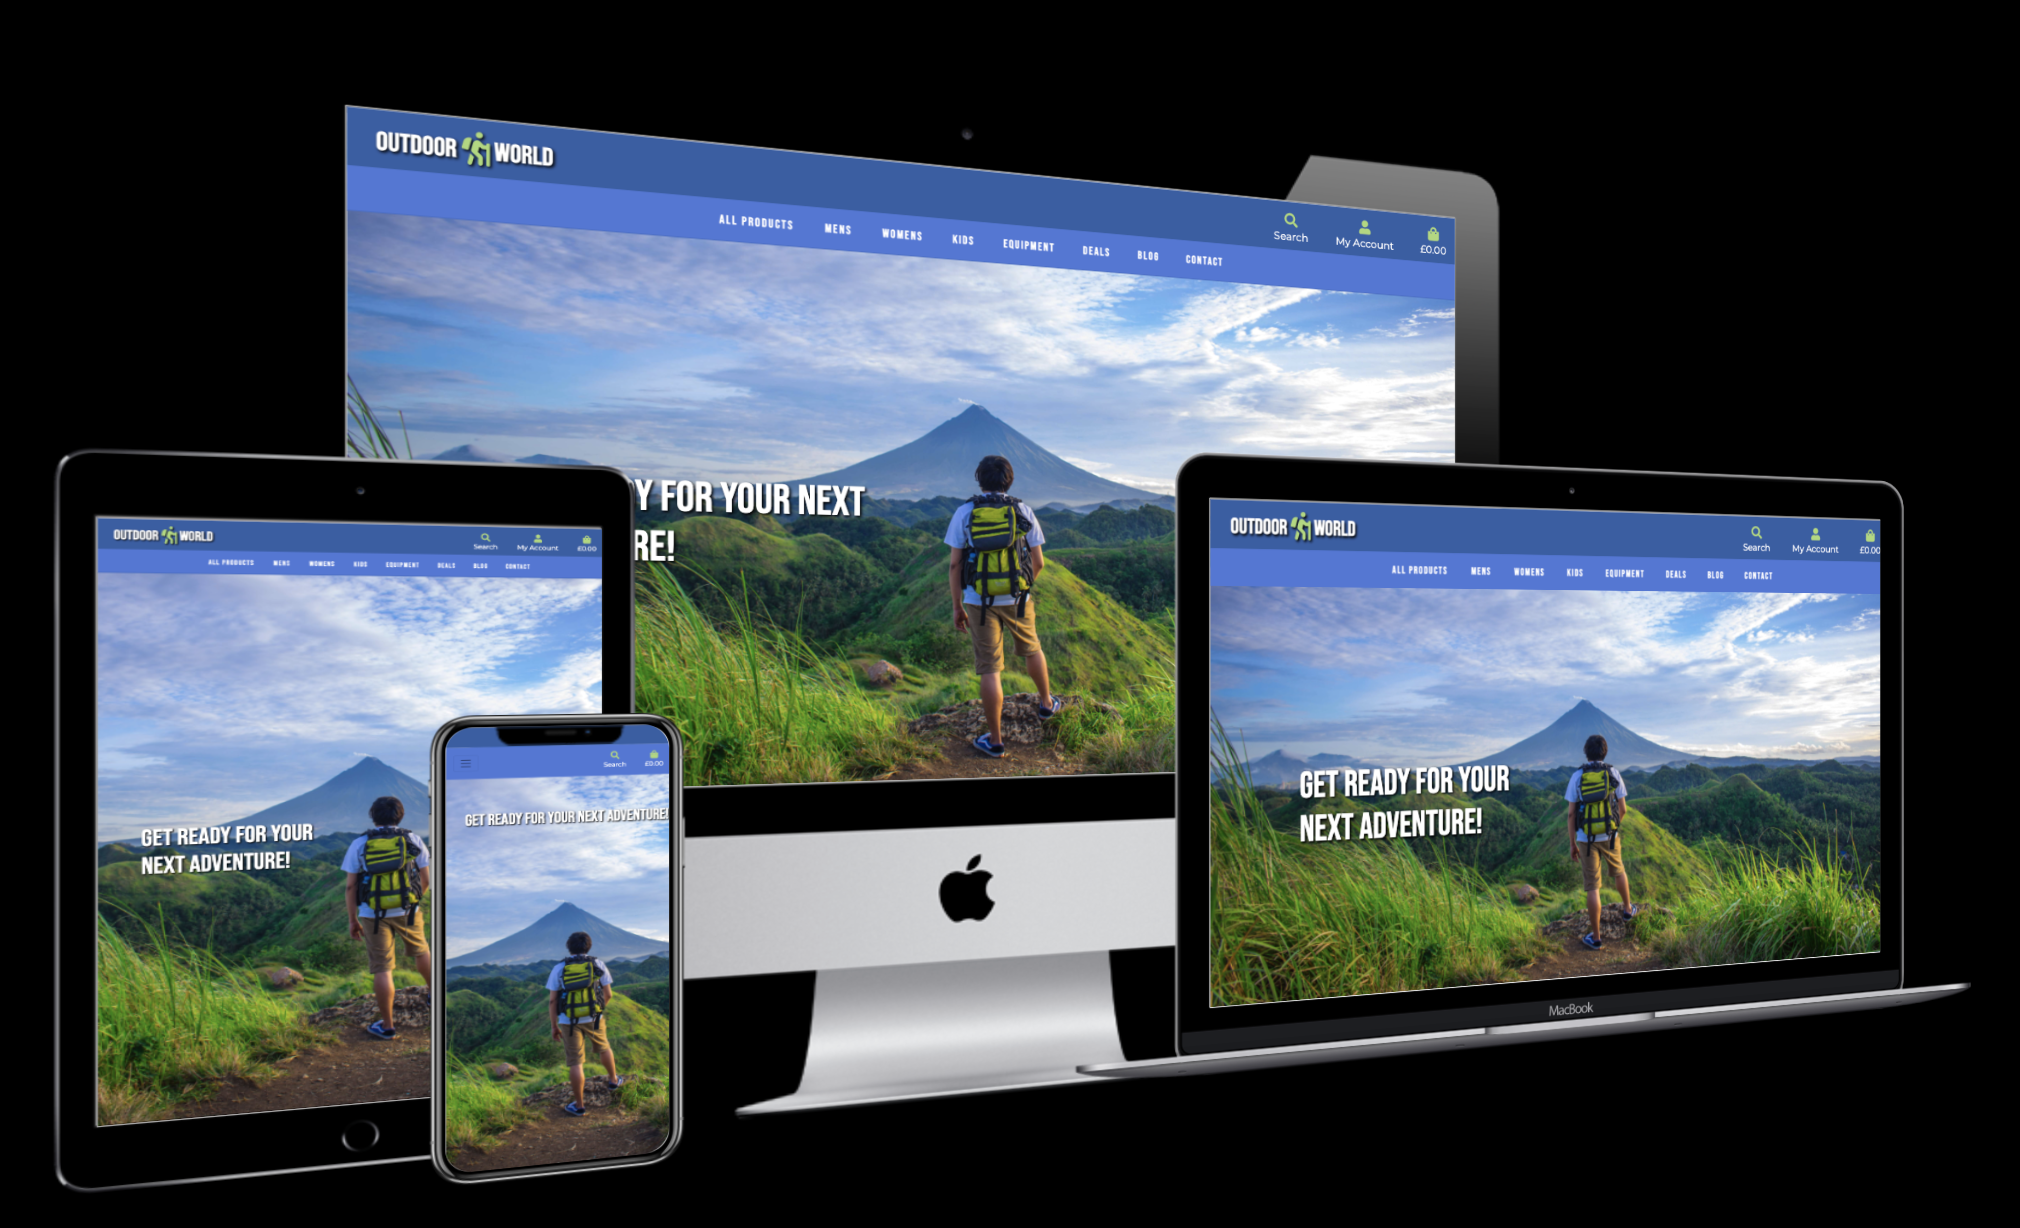 OUTDOOR WORLD
Search
My Account
£0.00
ALL PRODUCTS MENS WOMENS KIDS EQUIPMENT DEALS BLOG CONTACT
Y FOR YOUR NEXT
RE!
OUTDOOR WORLD
Search
My Account
£0.00
ALL PRODUCTS MENS WOMENS KIDS EQUIPMENT DEALS BLOG CONTACT
GET READY FOR YOUR
NEXT ADVENTURE!
Search
£0.00
GET READY FOR YOUR NEXT ADVENTURE!
OUTDOOR WORLD
Search
My Account
£0.00
ALL PRODUCTS MENS WOMENS KIDS EQUIPMENT DEALS BLOG CONTACT
GET READY FOR YOUR
NEXT ADVENTURE!
MacBook